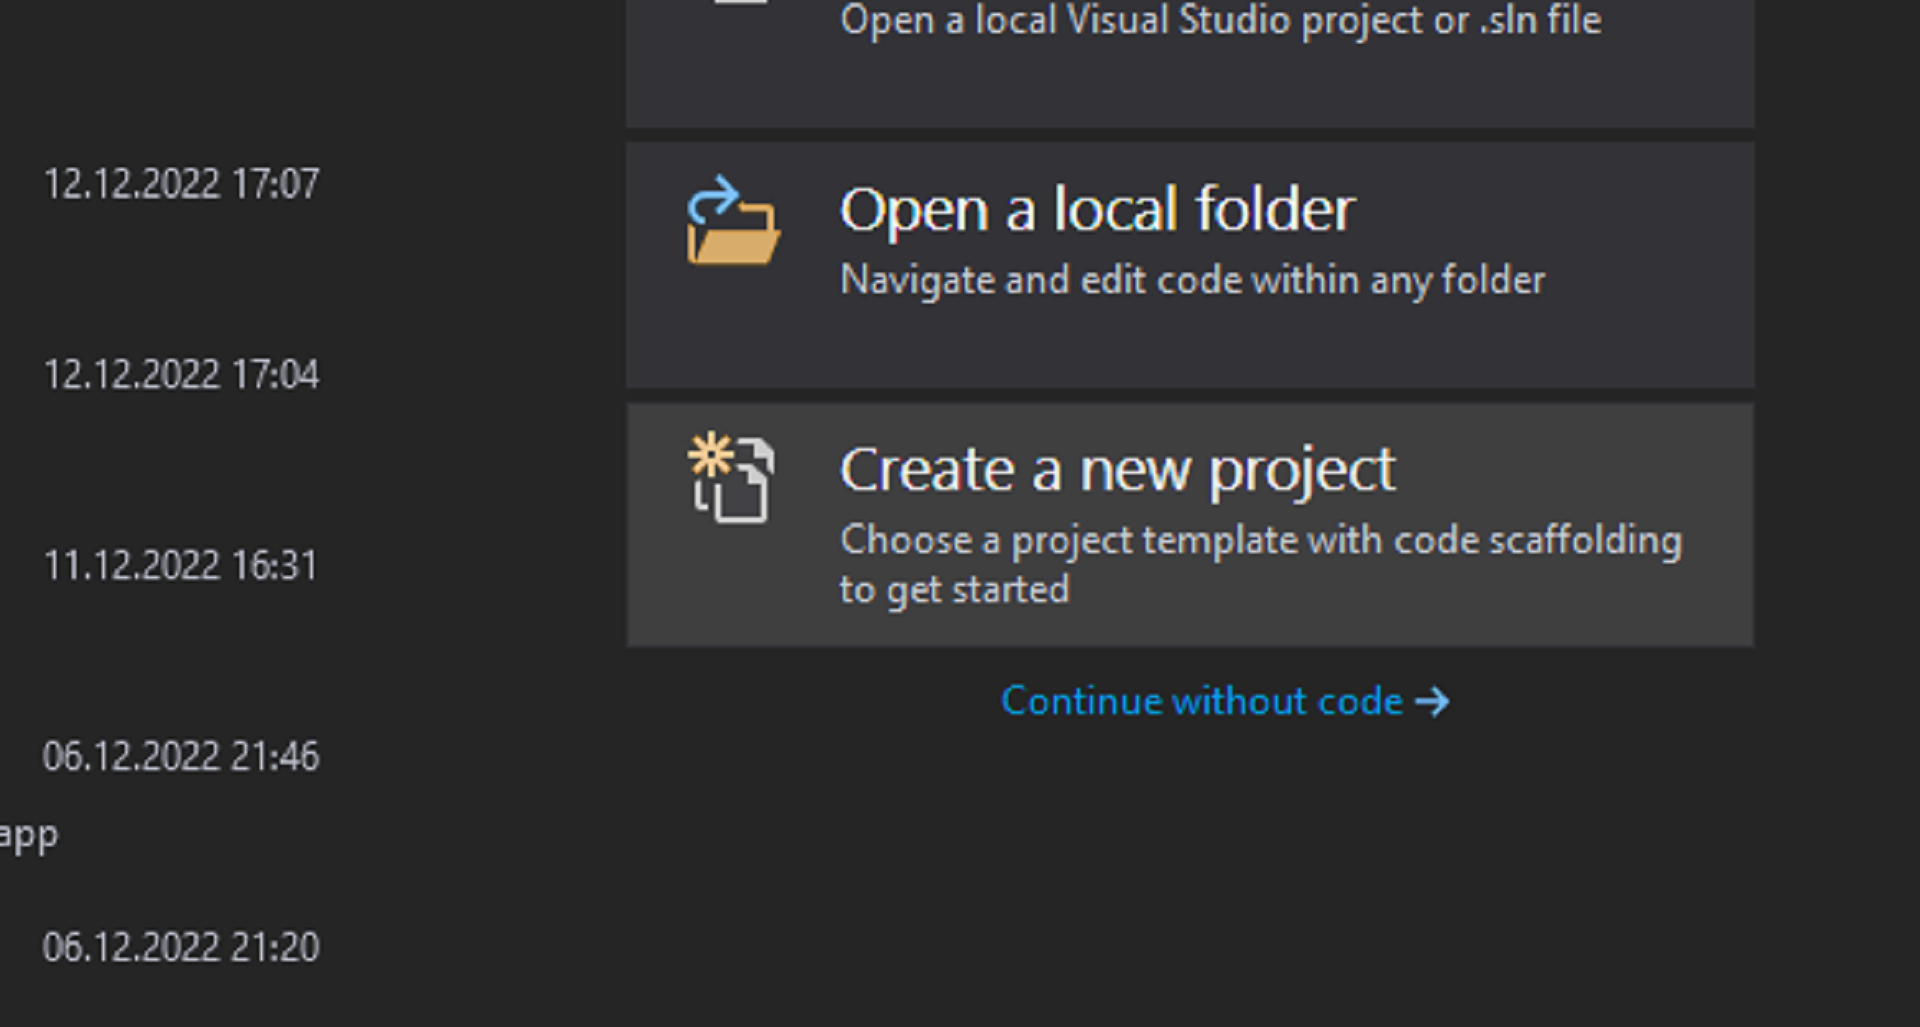 Open a local Visual Studio project or .sln file
12.12.2022 17:07
Open a local folder
Navigate and edit code within any folder
12.12.2022 17:04
Create a new project
Choose a project template with code scaffolding
to get started
11.12.2022 16:31
Continue without code
06.12.2022 21:46
app
06.12.2022 21:20